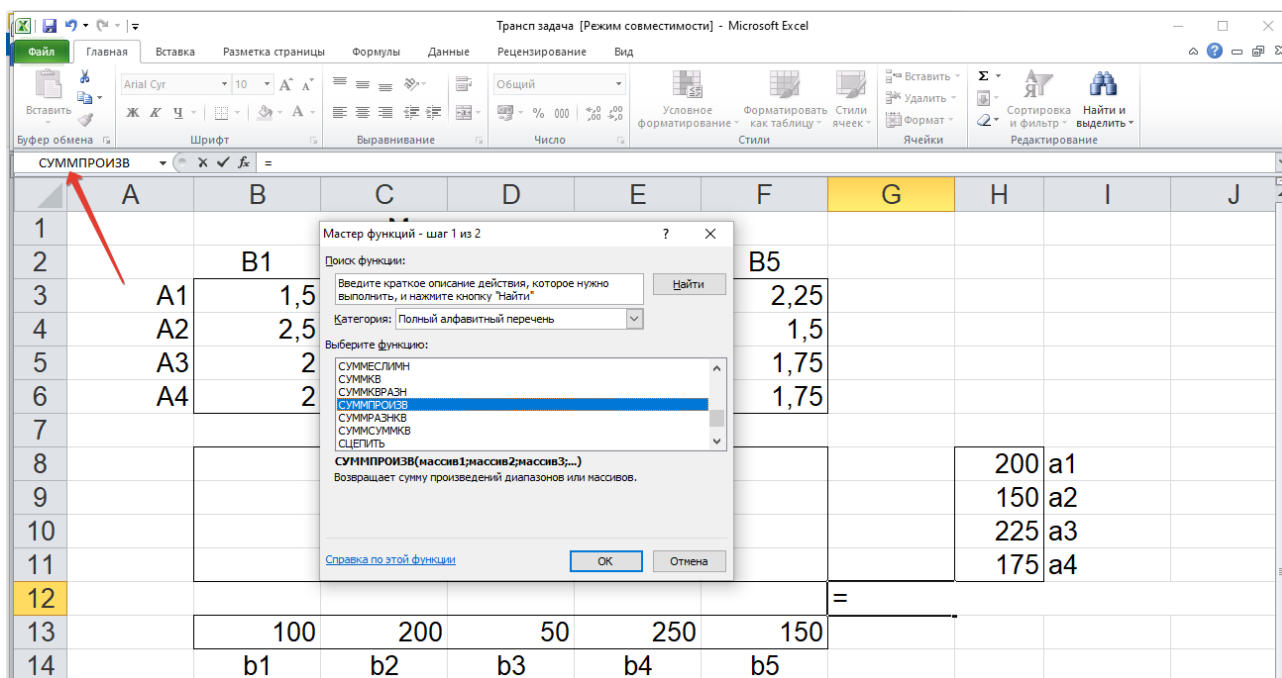 Трансп задача [Режим совместимости] - Microsoft Excel
Файл Главная Вставка Разметка страницы Формулы Данные Рецензирование Вид
Вставить
Arial Cyr 10
Ж К Ч
Общий
% 000
Условное форматирование
Форматировать как таблицу
Стили ячеек
Вставить
Удалить
Формат
Σ
Сортировка и фильтр
Найти и выделить
Буфер обмена Шрифт Выравнивание Число Стили Ячейки Редактирование
СУММПРОИЗВ fx =
A B C D E F G H I J
1
2 B1 B5
3 A1 1,5 2,25
4 A2 2,5 1,5
5 A3 2 1,75
6 A4 2 1,75
7
8 200 a1
9 150 a2
10 225 a3
11 175 a4
12 =
13 100 200 50 250 150
14 b1 b2 b3 b4 b5
Мастер функций - шаг 1 из 2 ?
Поиск функции:
Введите краткое описание действия, которое нужно
выполнить, и нажмите кнопку "Найти"
Найти
Категория: Полный алфавитный перечень
Выберите функцию:
СУММЕСЛИМН
СУММКВ
СУММКВРАЗН
СУММПРОИЗВ
СУММРАЗНКВ
СУММСУММКВ
СЦЕПИТЬ
СУММПРОИЗВ(массив1;массив2;массив3;...)
Возвращает сумму произведений диапазонов или массивов.
Справка по этой функции
ОК Отмена